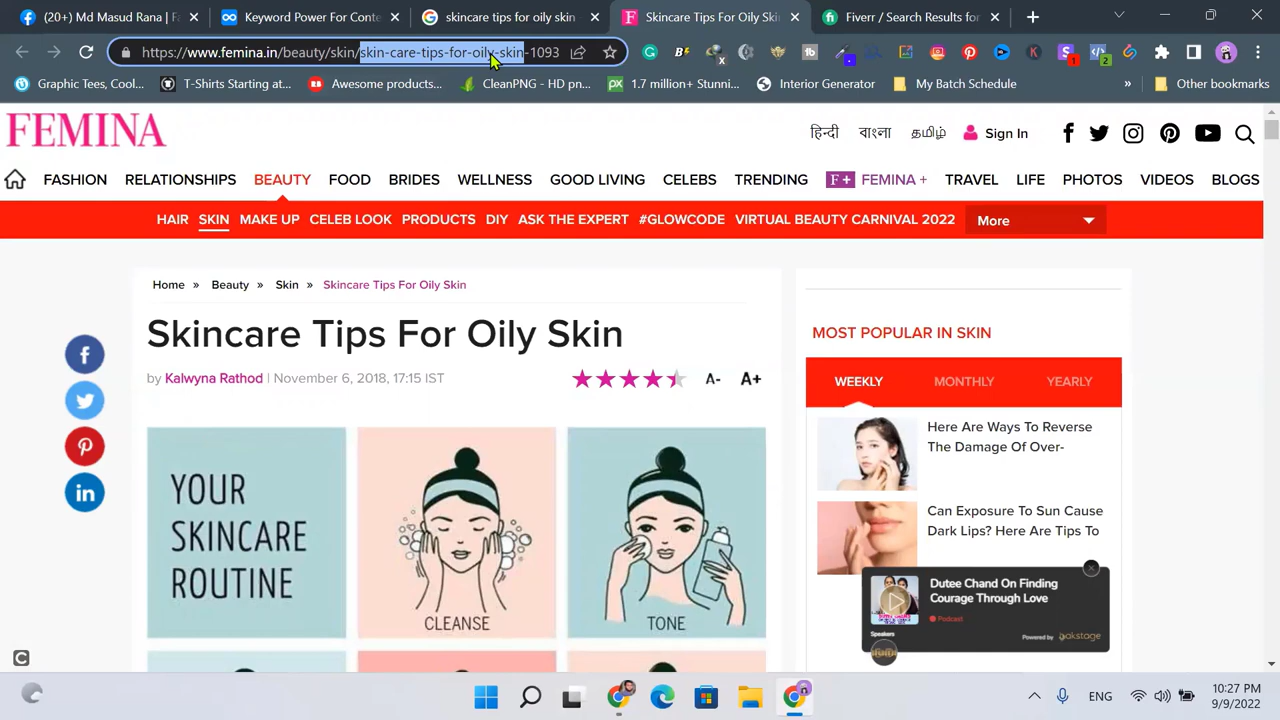 (20+) Md Masudul | Fac
Keyword Power For Conte
skincare tips for oily skin
Skincare Tips For Oily Skin
Fiverr / Search Results for
https://www.femina.in/beauty/skin/skin-care-tips-for-oily-skin-1093
Graphic Tees, Cool...
T-Shirts Starting at...
Awesome products...
CleanPNG - HD pn...
1.7 million+ Stunni...
Interior Generator
My Batch Schedule
»
Other bookmarks
FEMINA
हिन्दी
বাংলা
தமிழ்
Sign In
FASHION
RELATIONSHIPS
BEAUTY
FOOD
BRIDES
WELLNESS
GOOD LIVING
CELEBS
TRENDING
F+ FEMINA +
TRAVEL
LIFE
PHOTOS
VIDEOS
BLOGS
HAIR
SKIN
MAKE UP
CELEB LOOK
PRODUCTS
DIY
ASK THE EXPERT
#GLOWCODE
VIRTUAL BEAUTY CARNIVAL 2022
More
Home » Beauty » Skin » Skincare Tips For Oily Skin
Skincare Tips For Oily Skin
by Kalwyna Rathod | November 6, 2018, 17:15 IST
A- A+
YOUR
SKINCARE
ROUTINE
CLEANSE
TONE
MOST POPULAR IN SKIN
WEEKLY
MONTHLY
YEARLY
Here Are Ways To Reverse
The Damage Of Over-
Can Exposure To Sun Cause
Dark Lips? Here Are Tips To
Dutee Chand On Finding
Courage Through Love
Podcast
Speakers
Powered by bakstage
ENG
10:27 PM
9/9/2022